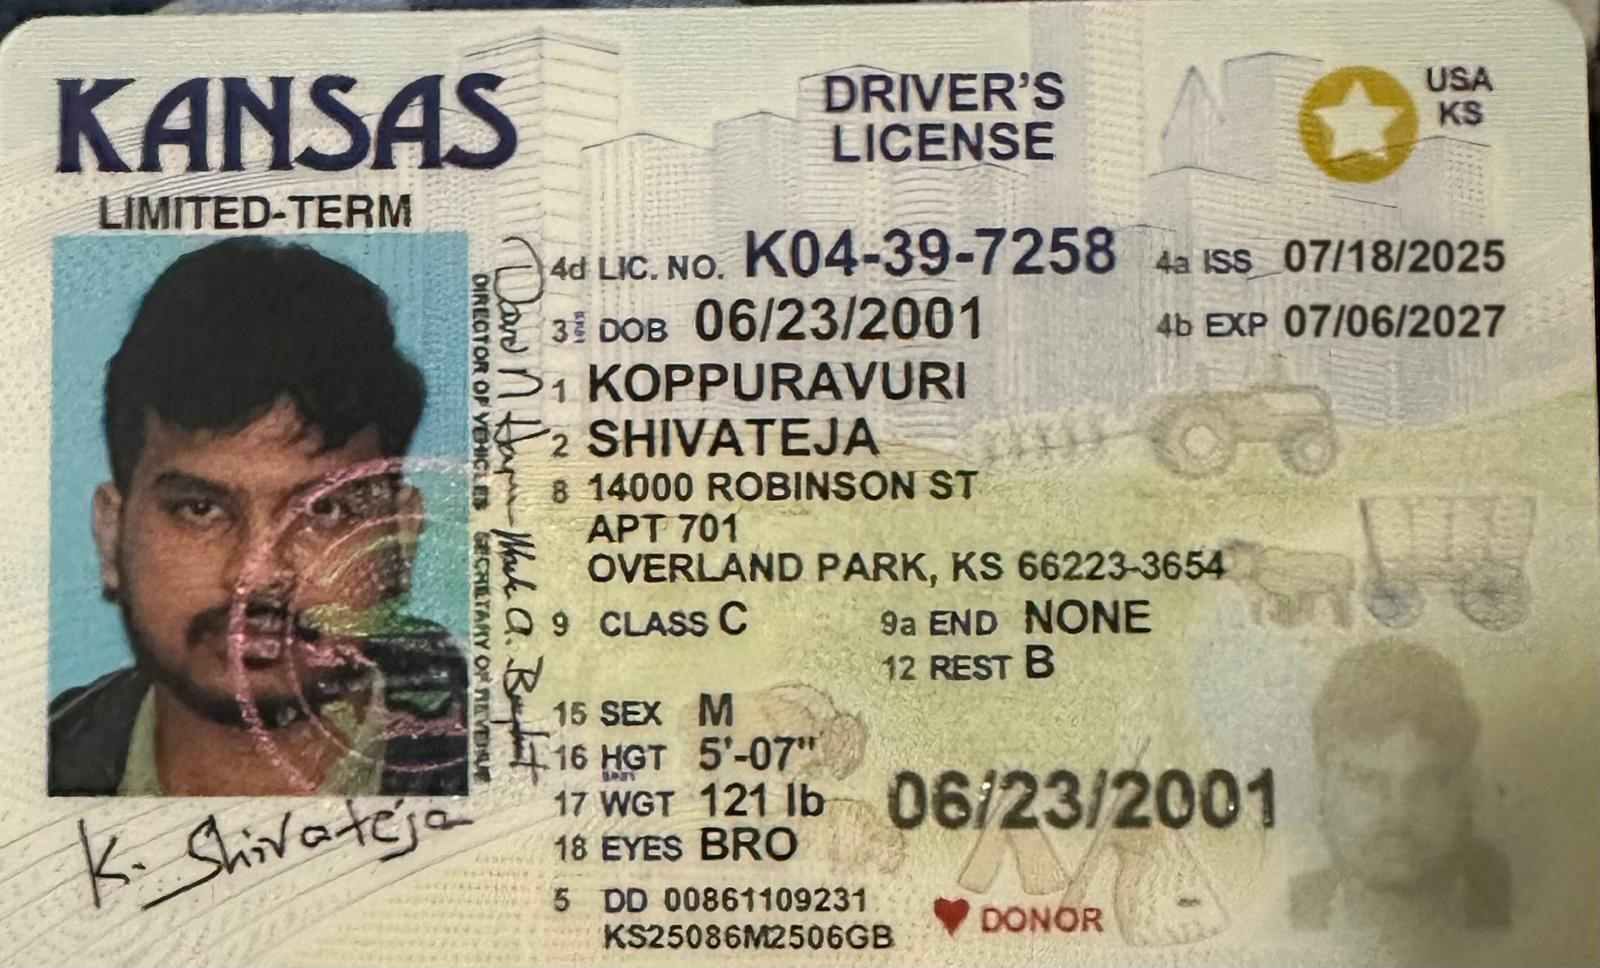 KANSAS
LIMITED-TERM
DRIVER'S
LICENSE
USA
KS
4d LIC. NO. K04-39-7258
4a ISS 07/18/2025
3 DOB 06/23/2001
4b EXP 07/06/2027
1 KOPPURAVURI
2 SHIVATEJA
8 14000 ROBINSON ST
APT 701
OVERLAND PARK, KS 66223-3654
9 CLASS C
9a END NONE
12 REST B
15 SEX M
16 HGT 5'-07"
17 WGT 121 lb
18 EYES BRO
06/23/2001
5 DD 00861109231
KS25086M2506GB
DONOR
DIRECTOR OF VEHICLES SECRETARY OF REVENUE
K. Shivateja